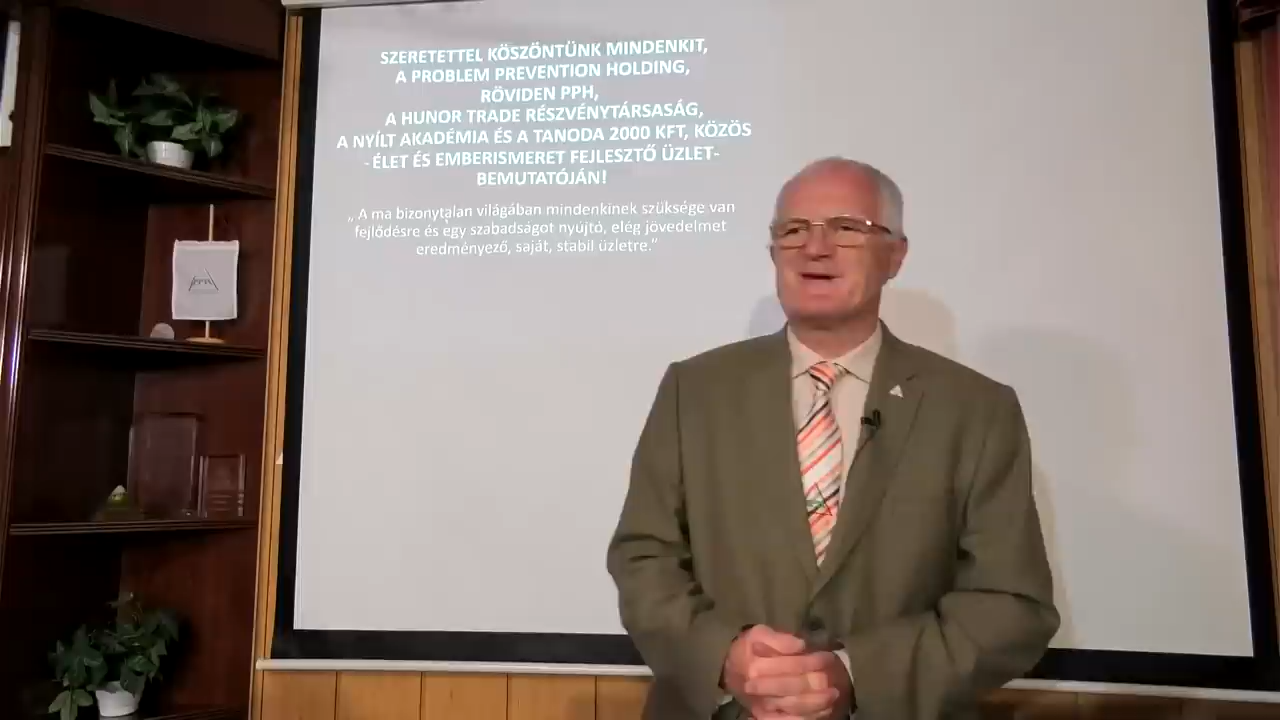 SZERETETTEL KÖSZÖNTÜNK MINDENKIT,
A PROBLEM PREVENTION HOLDING,
RÖVIDEN PPH,
A HUNOR TRADE RÉSZVÉNYTÁRSASÁG,
A NYÍLT AKADÉMIA ÉS A TANODA 2000 KFT, KÖZÖS
- ÉLET ÉS EMBERISMERET FEJLESZTŐ ÜZLET-
BEMUTATÓJÁN!
„ A ma bizonytalan világában mindenkinek szüksége van
fejlődésre és egy szabadságot nyújtó, elég jövedelmet
eredményező, saját, stabil üzletre.”